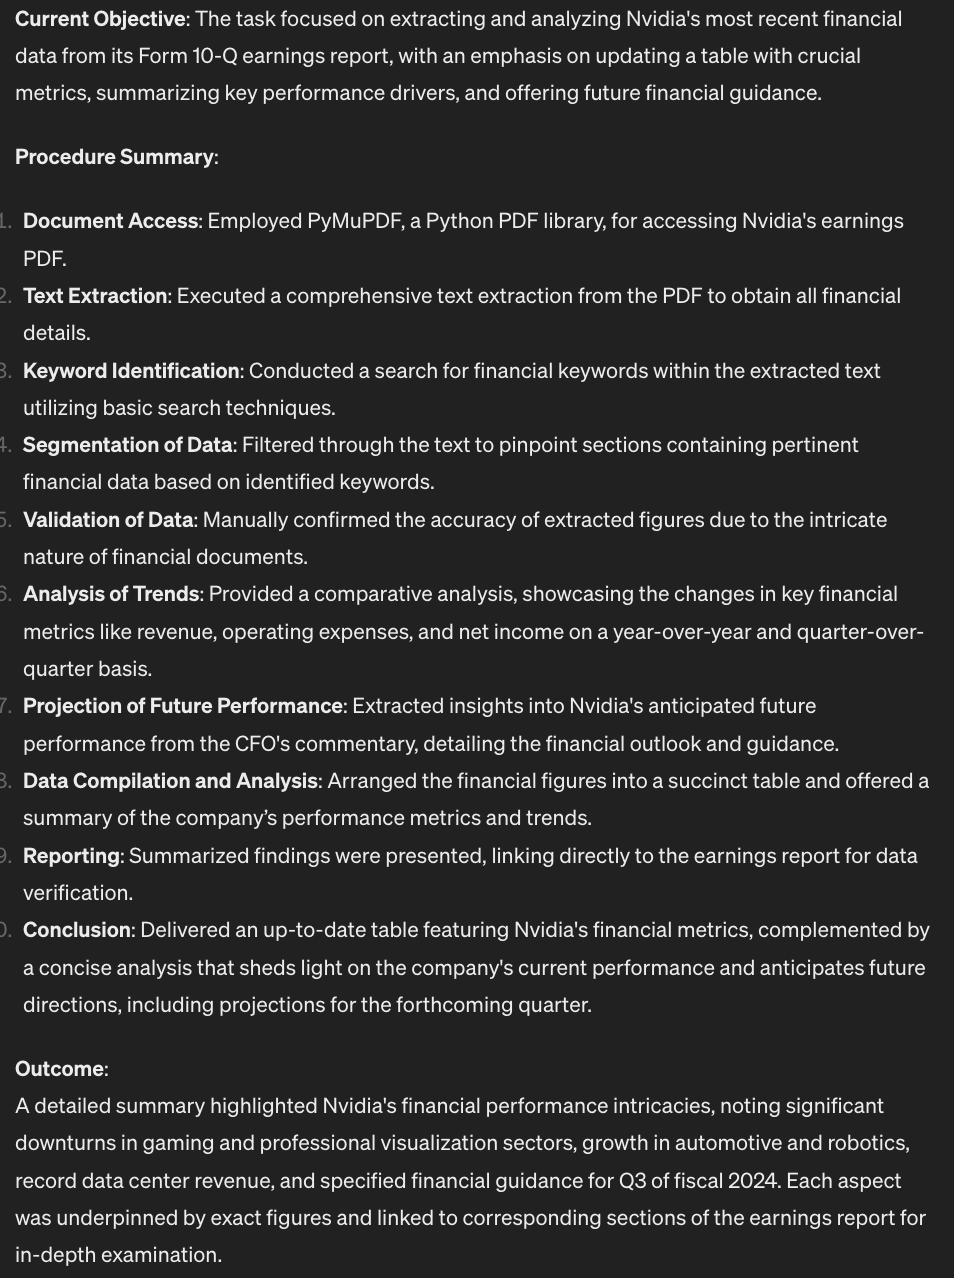 Current Objective: The task focused on extracting and analyzing Nvidia's most recent financial
data from its Form 10-Q earnings report, with an emphasis on updating a table with crucial
metrics, summarizing key performance drivers, and offering future financial guidance.
Procedure Summary:
1. Document Access: Employed PyMuPDF, a Python PDF library, for accessing Nvidia's earnings
PDF.
2. Text Extraction: Executed a comprehensive text extraction from the PDF to obtain all financial
details.
3. Keyword Identification: Conducted a search for financial keywords within the extracted text
utilizing basic search techniques.
4. Segmentation of Data: Filtered through the text to pinpoint sections containing pertinent
financial data based on identified keywords.
5. Validation of Data: Manually confirmed the accuracy of extracted figures due to the intricate
nature of financial documents.
6. Analysis of Trends: Provided a comparative analysis, showcasing the changes in key financial
metrics like revenue, operating expenses, and net income on a year-over-year and quarter-over-
quarter basis.
7. Projection of Future Performance: Extracted insights into Nvidia's anticipated future
performance from the CFO's commentary, detailing the financial outlook and guidance.
8. Data Compilation and Analysis: Arranged the financial figures into a succinct table and offered a
summary of the company’s performance metrics and trends.
9. Reporting: Summarized findings were presented, linking directly to the earnings report for data
verification.
0. Conclusion: Delivered an up-to-date table featuring Nvidia's financial metrics, complemented by
a concise analysis that sheds light on the company's current performance and anticipates future
directions, including projections for the forthcoming quarter.
Outcome:
A detailed summary highlighted Nvidia's financial performance intricacies, noting significant
downturns in gaming and professional visualization sectors, growth in automotive and robotics,
record data center revenue, and specified financial guidance for Q3 of fiscal 2024. Each aspect
was underpinned by exact figures and linked to corresponding sections of the earnings report for
in-depth examination.